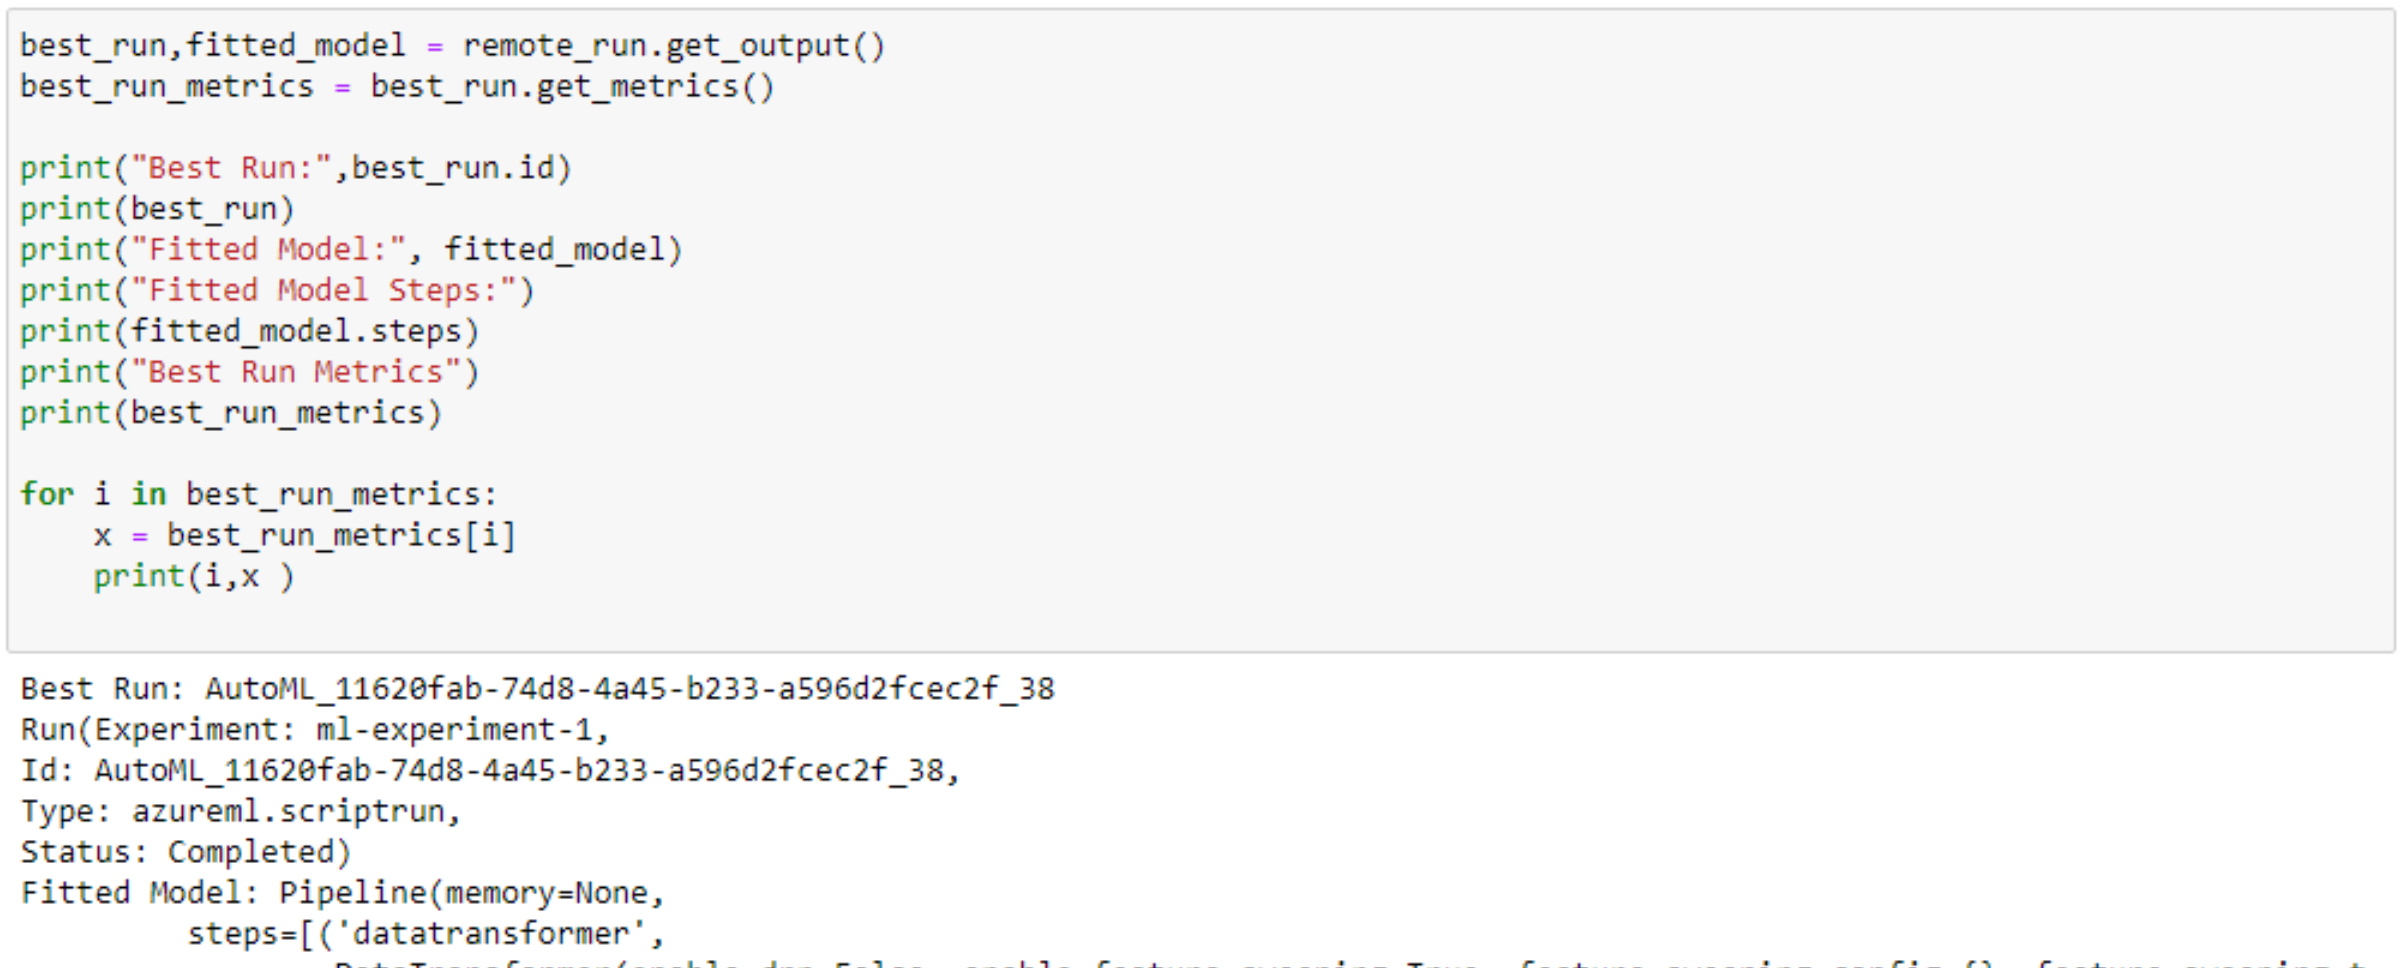 best_run,fitted_model = remote_run.get_output()
best_run_metrics = best_run.get_metrics()
print("Best Run:",best_run.id)
print(best_run)
print("Fitted Model:", fitted_model)
print("Fitted Model Steps:")
print(fitted_model.steps)
print("Best Run Metrics")
print(best_run_metrics)
for i in best_run_metrics:
    x = best_run_metrics[i]
    print(i,x )
Best Run: AutoML_11620fab-74d8-4a45-b233-a596d2fcec2f_38
Run(Experiment: ml-experiment-1,
Id: AutoML_11620fab-74d8-4a45-b233-a596d2fcec2f_38,
Type: azureml.scriptrun,
Status: Completed)
Fitted Model: Pipeline(memory=None,
         steps=[('datatransformer',